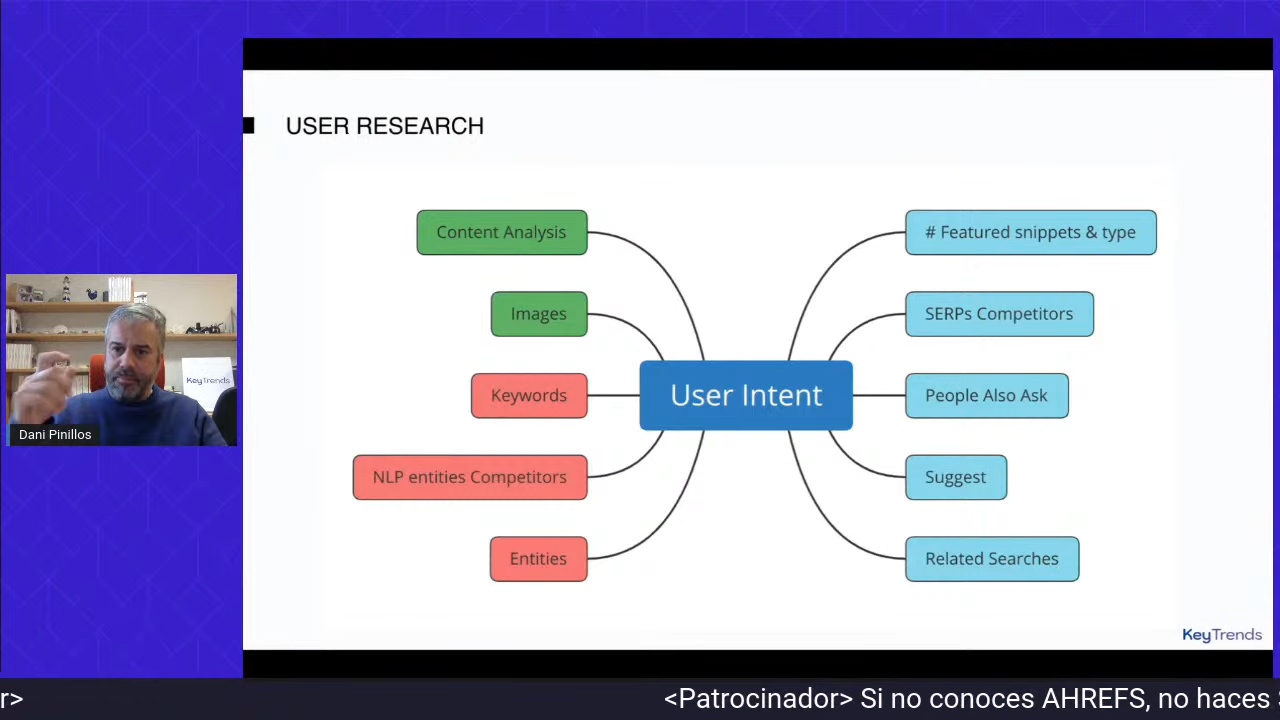 USER RESEARCH
Content Analysis
Images
Keywords
NLP entities Competitors
Entities
User Intent
# Featured snippets & type
SERPs Competitors
People Also Ask
Suggest
Related Searches
KeyTrends
KeyTrends
Dani Pinillos
r>
<Patrocinador> Si no conoces AHREFS, no haces